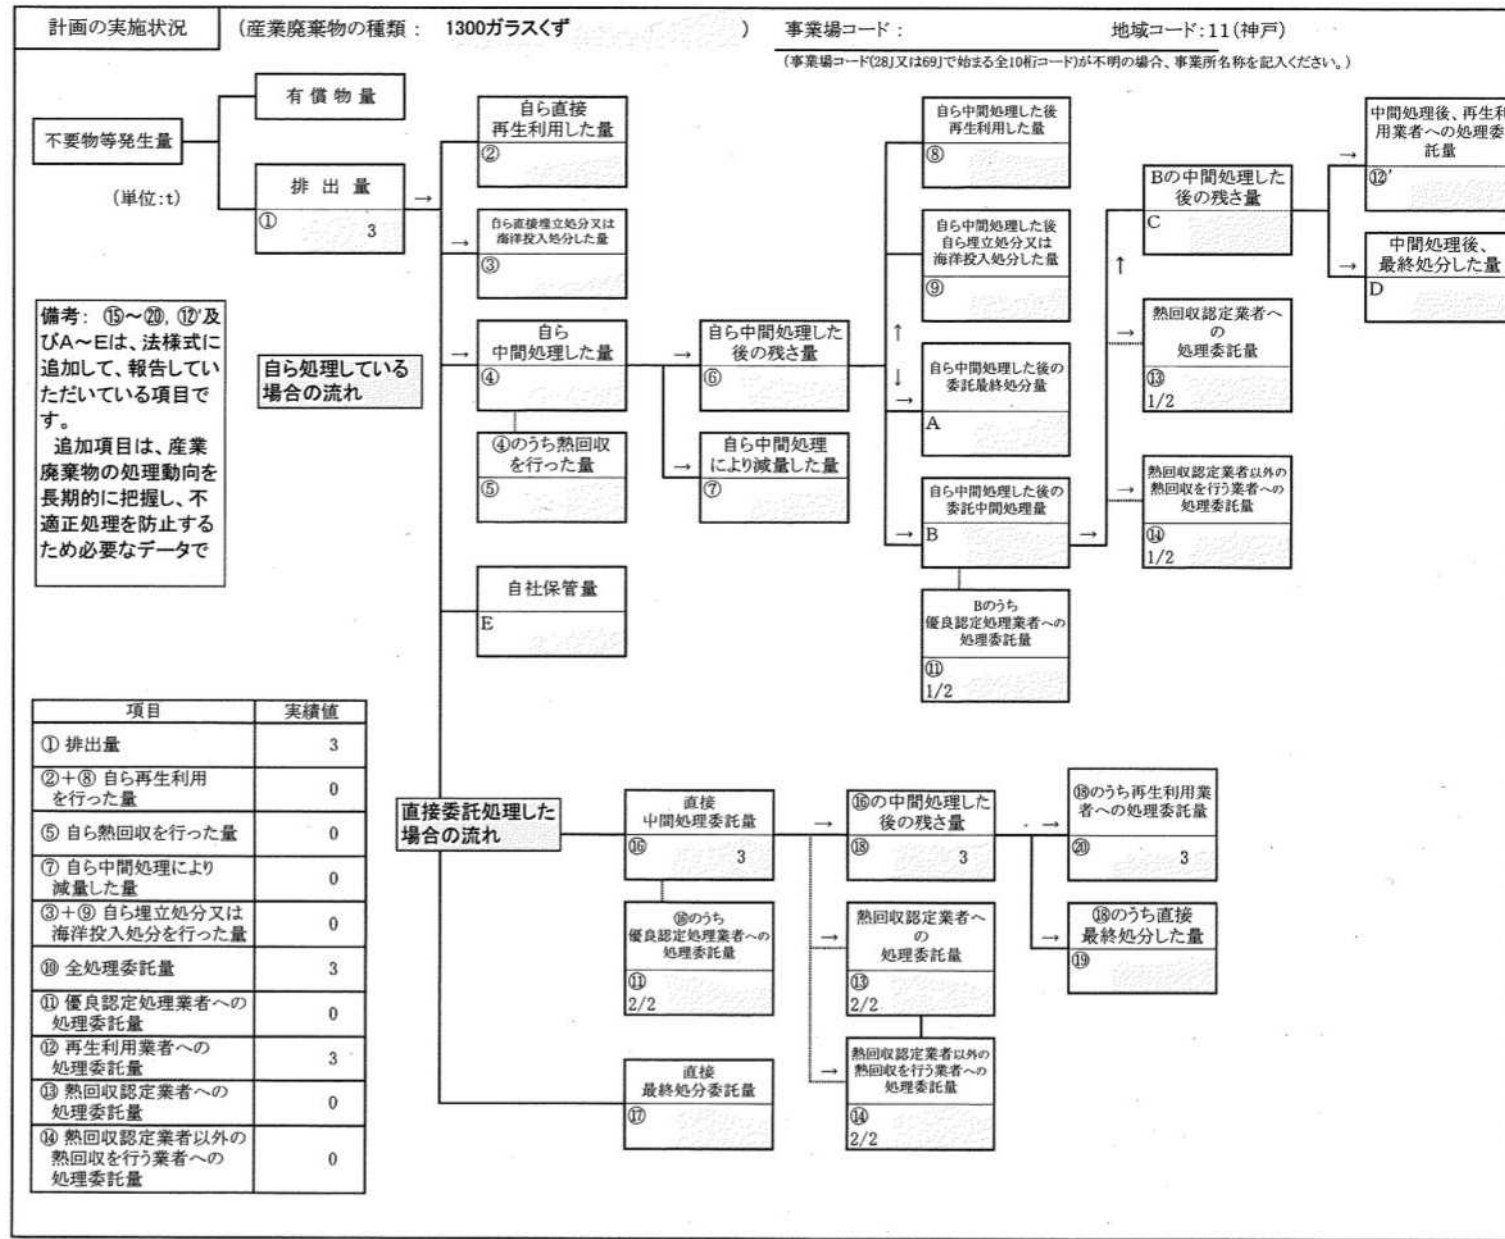 計画の実施状況
(産業廃棄物の種類： 1300ガラスくず )
事業場コード：
地域コード:11(神戸)
(事業場コード(28｣又は69｣で始まる全10桁コード)が不明の場合、事業所名称を記入ください。)
不要物等発生量
(単位:t)
有償物量
排出量
① 3
→
自ら直接
再生利用した量
②
→
自ら直接埋立処分又は
海洋投入処分した量
③
→
自ら
中間処理した量
④
④のうち熱回収
を行った量
⑤
自社保管量
E
→
自ら中間処理した
後の残さ量
⑥
→
自ら中間処理
により減量した量
⑦
自ら中間処理した後
再生利用した量
⑧
自ら中間処理した後
自ら埋立処分又は
海洋投入処分した量
⑨
↑
↓
→
自ら中間処理した後の
委託最終処分量
A
→
自ら中間処理した後の
委託中間処理量
B
→
Bのうち
優良認定処理業者への
処理委託量
⑪
1/2
↑
Bの中間処理した
後の残さ量
C
→
熱回収認定業者へ
の
処理委託量
⑬
1/2
→
熱回収認定業者以外の
熱回収を行う業者への
処理委託量
⑭
1/2
→
中間処理後、再生利
用業者への処理委
託量
⑫'
→
中間処理後、
最終処分した量
D
備考： ⑮～⑳, ⑫'及
びA～Eは、法様式に
追加して、報告してい
ただいている項目で
す。
追加項目は、産業
廃棄物の処理動向を
長期的に把握し、不
適正処理を防止する
ため必要なデータで
自ら処理している
場合の流れ
項目 実績値
① 排出量 3
②＋⑧ 自ら再生利用
を行った量 0
⑤ 自ら熱回収を行った量 0
⑦ 自ら中間処理により
減量した量 0
③＋⑨ 自ら埋立処分又は
海洋投入処分を行った量 0
⑩ 全処理委託量 3
⑪ 優良認定処理業者への
処理委託量 0
⑫ 再生利用業者への
処理委託量 3
⑬ 熱回収認定業者への
処理委託量 0
⑭ 熱回収認定業者以外の
熱回収を行う業者への
処理委託量 0
直接委託処理した
場合の流れ
直接
中間処理委託量
⑯ 3
⑯のうち
優良認定処理業者への
処理委託量
⑪
2/2
直接
最終処分委託量
⑰
→
⑯の中間処理した
後の残さ量
⑱ 3
→
熱回収認定業者へ
の
処理委託量
⑬
2/2
→
熱回収認定業者以外の
熱回収を行う業者への
処理委託量
⑭
2/2
→
⑱のうち再生利用業
者への処理委託量
⑳ 3
→
⑱のうち直接
最終処分した量
⑲